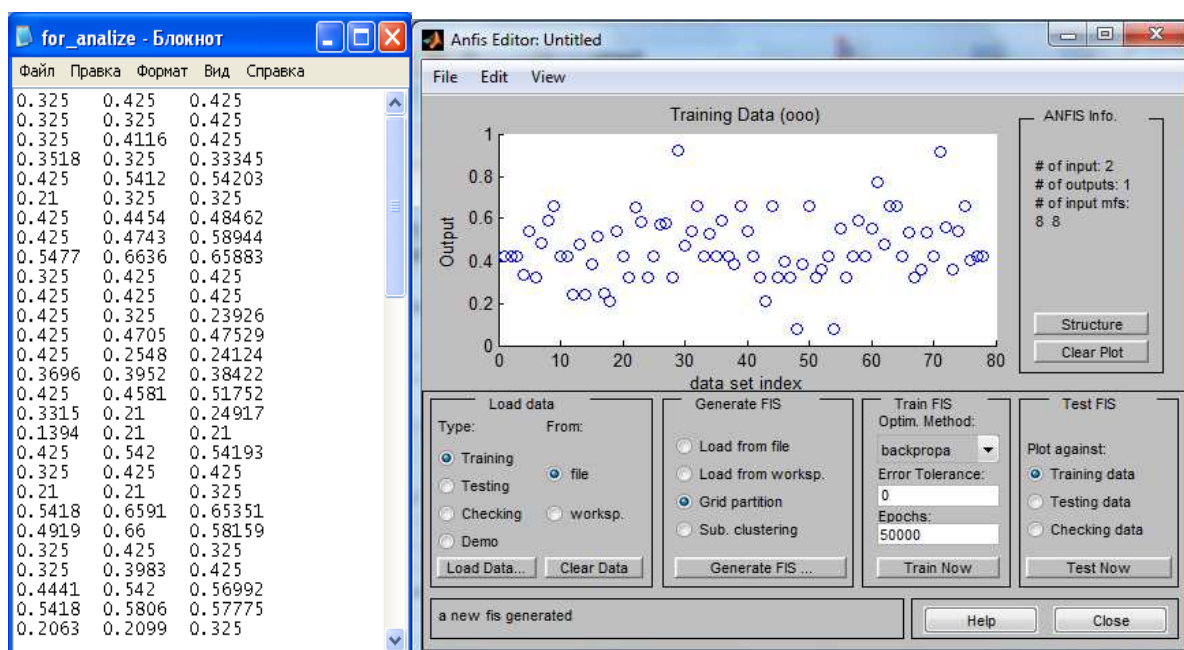 for_analize - Блокнот
Файл Правка Формат Вид Справка
0.325 0.425 0.425
0.325 0.325 0.425
0.325 0.4116 0.425
0.3518 0.325 0.33345
0.425 0.5412 0.54203
0.21 0.325 0.325
0.425 0.4454 0.48462
0.425 0.4743 0.58944
0.5477 0.6636 0.65883
0.325 0.425 0.425
0.425 0.425 0.425
0.425 0.325 0.23926
0.425 0.4705 0.47529
0.425 0.2548 0.24124
0.3696 0.3952 0.38422
0.425 0.4581 0.51752
0.3315 0.21 0.24917
0.1394 0.21 0.21
0.425 0.542 0.54193
0.325 0.425 0.425
0.21 0.21 0.325
0.5418 0.6591 0.65351
0.4919 0.66 0.58159
0.325 0.425 0.325
0.325 0.3983 0.425
0.4441 0.542 0.56992
0.5418 0.5806 0.57775
0.2063 0.2099 0.325
Anfis Editor: Untitled
File Edit View
Training Data (ooo)
1
0.8
0.6
0.4
0.2
0
Output
0 10 20 30 40 50 60 70 80
data set index
ANFIS Info.
# of input: 2
# of outputs: 1
# of input mfs:
8 8
Structure
Clear Plot
Load data
Type: From:
Training
file
Testing
Checking
worksp.
Demo
Load Data... Clear Data
Generate FIS
Load from file
Load from worksp.
Grid partition
Sub. clustering
Generate FIS ...
Train FIS
Optim. Method:
backpropa
Error Tolerance:
0
Epochs:
50000
Train Now
Test FIS
Plot against:
Training data
Testing data
Checking data
Test Now
a new fis generated
Help
Close